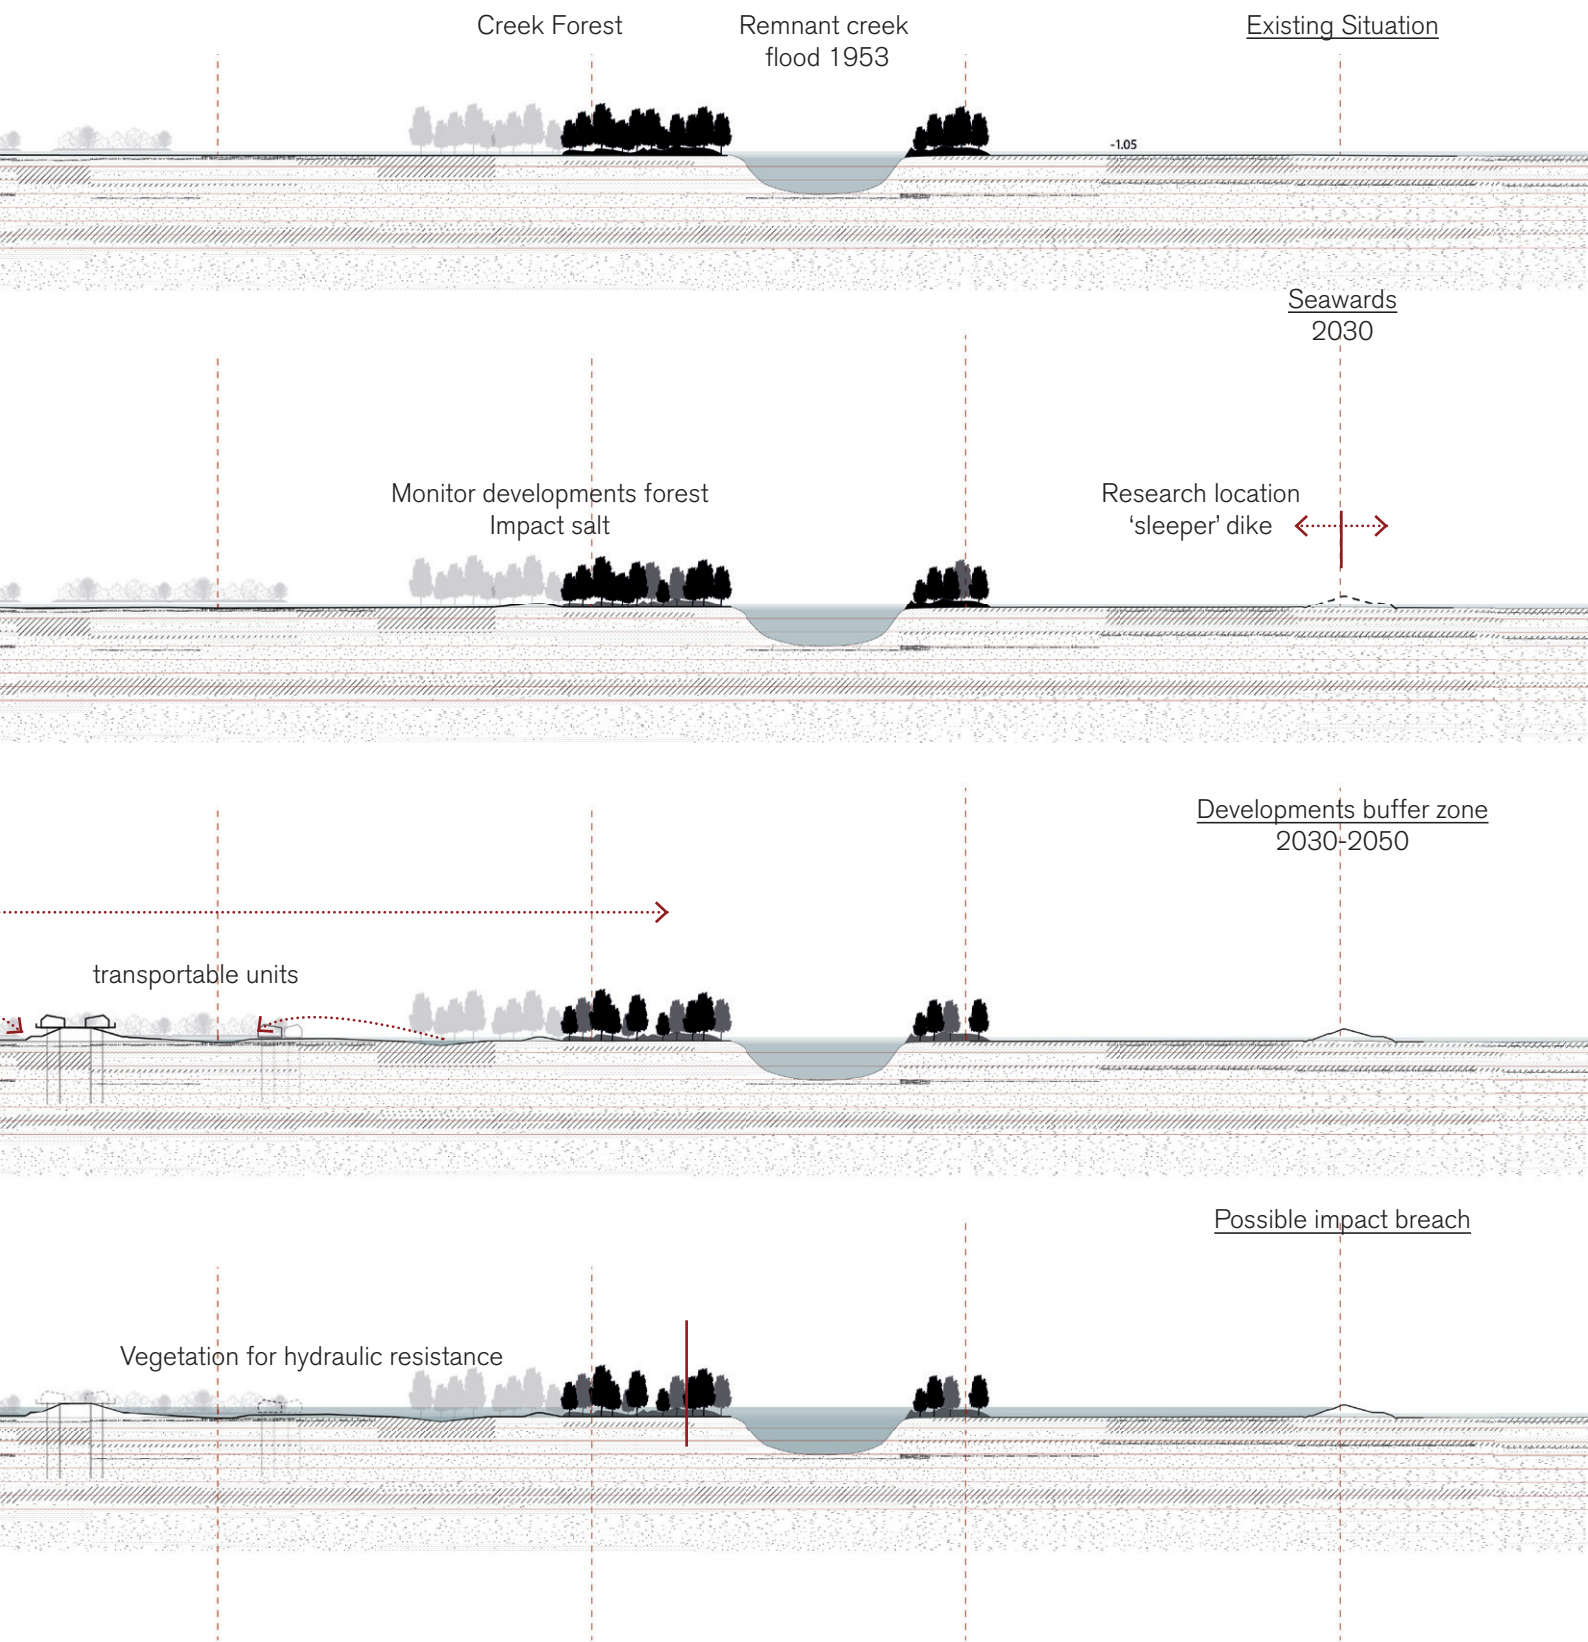 Creek Forest
Remnant creek
flood 1953
Existing Situation
-1.05
Seawards
2030
Monitor developments forest
Impact salt
Research location
‘sleeper’ dike
Developments buffer zone
2030-2050
transportable units
Possible impact breach
Vegetation for hydraulic resistance